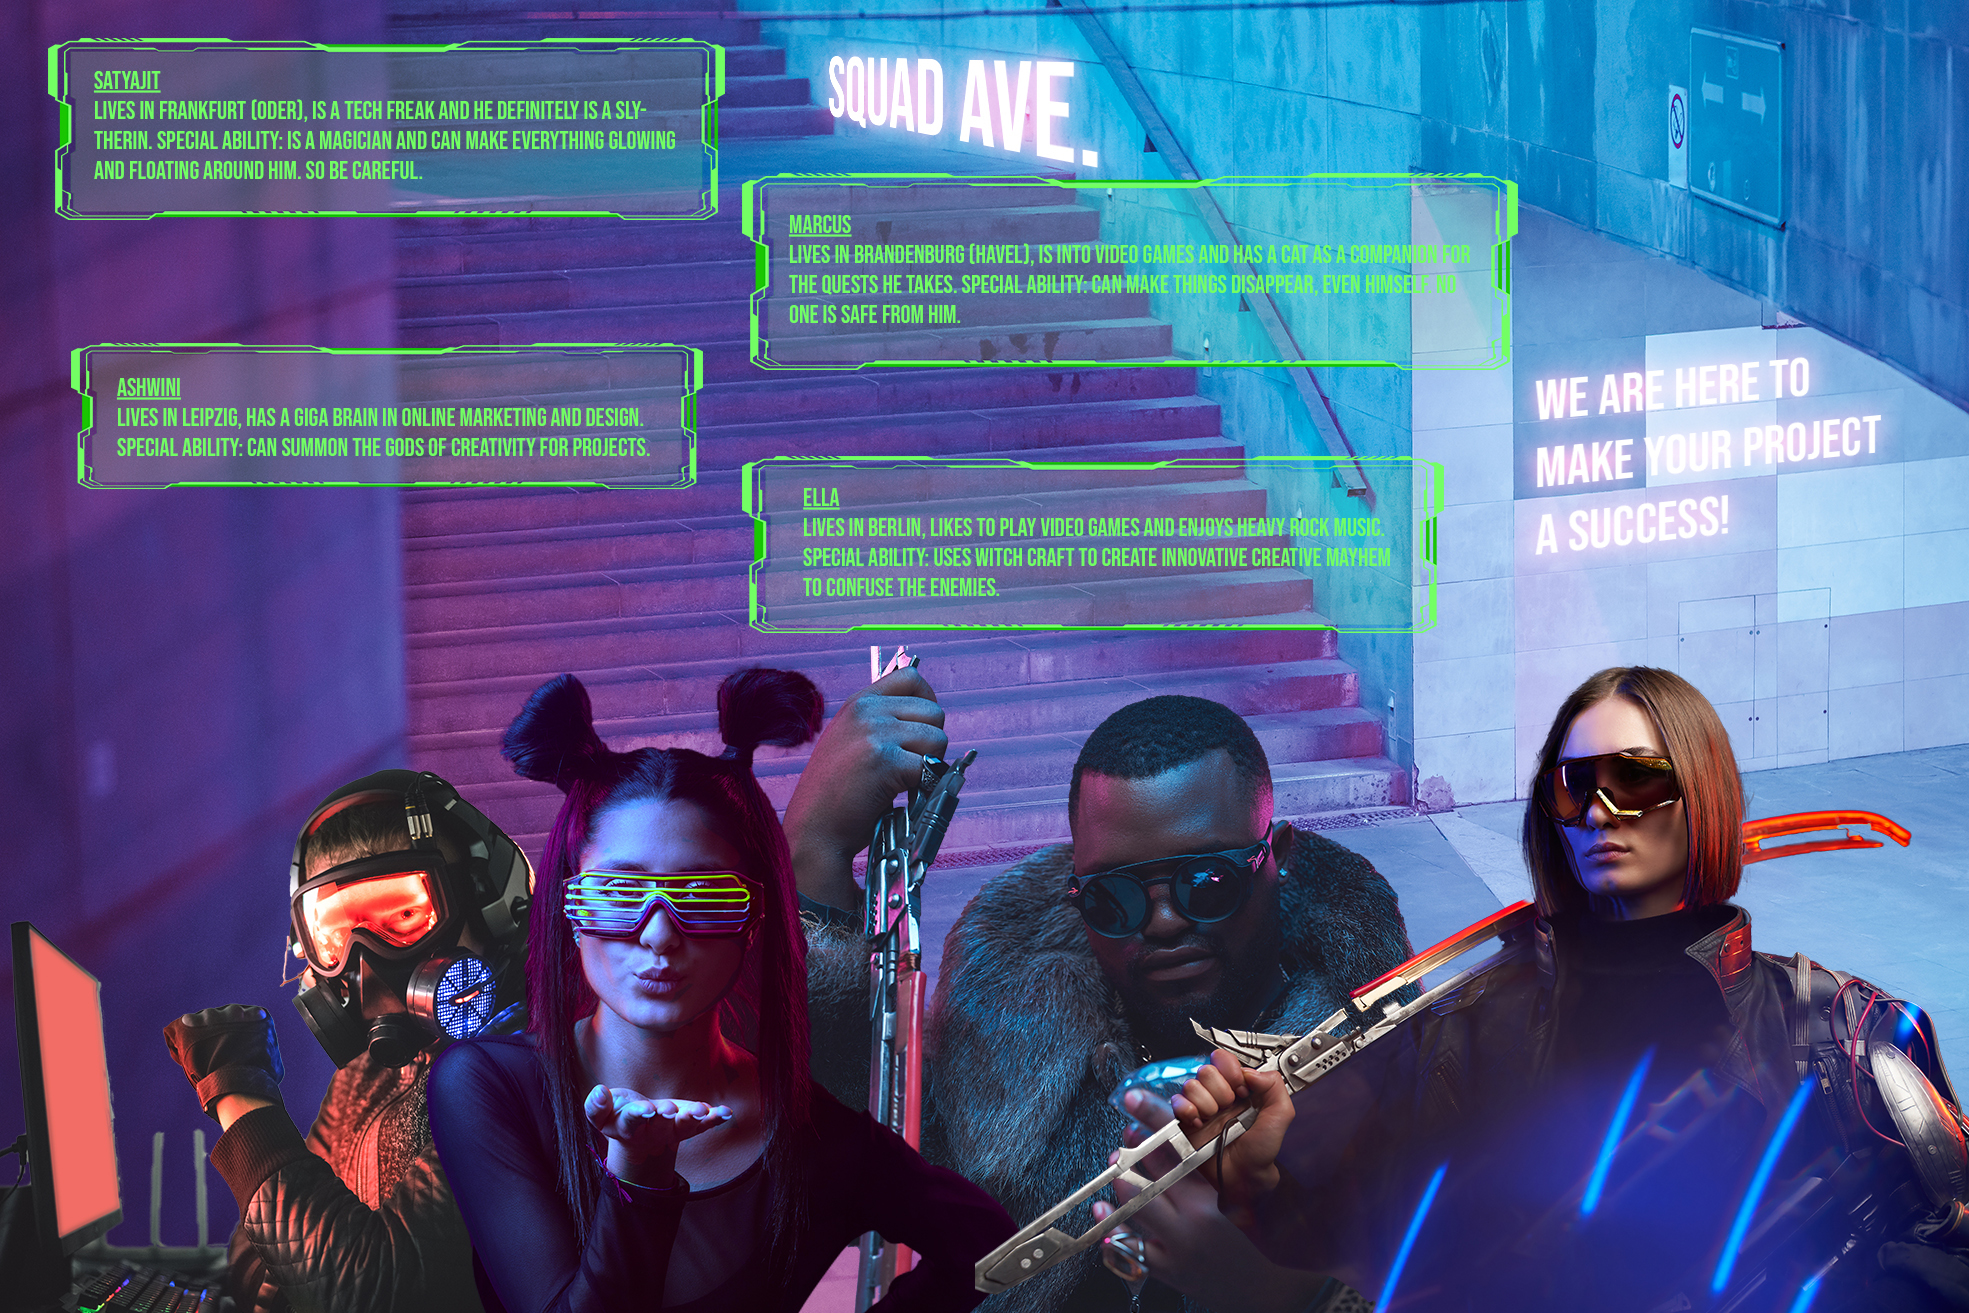 SQUAD AVE.
SATYAJIT
LIVES IN FRANKFURT (ODER), IS A TECH FREAK AND HE DEFINITELY IS A SLY-
THERIN. SPECIAL ABILITY: IS A MAGICIAN AND CAN MAKE EVERYTHING GLOWING
AND FLOATING AROUND HIM. SO BE CAREFUL.
MARCUS
LIVES IN BRANDENBURG (HAVEL), IS INTO VIDEO GAMES AND HAS A CAT AS A COMPANION FOR
THE QUESTS HE TAKES. SPECIAL ABILITY: CAN MAKE THINGS DISAPPEAR, EVEN HIMSELF. NO
ONE IS SAFE FROM HIM.
ASHWINI
LIVES IN LEIPZIG, HAS A GIGA BRAIN IN ONLINE MARKETING AND DESIGN.
SPECIAL ABILITY: CAN SUMMON THE GODS OF CREATIVITY FOR PROJECTS.
ELLA
LIVES IN BERLIN, LIKES TO PLAY VIDEO GAMES AND ENJOYS HEAVY ROCK MUSIC.
SPECIAL ABILITY: USES WITCH CRAFT TO CREATE INNOVATIVE CREATIVE MAYHEM
TO CONFUSE THE ENEMIES.
WE ARE HERE TO
MAKE YOUR PROJECT
A SUCCESS!